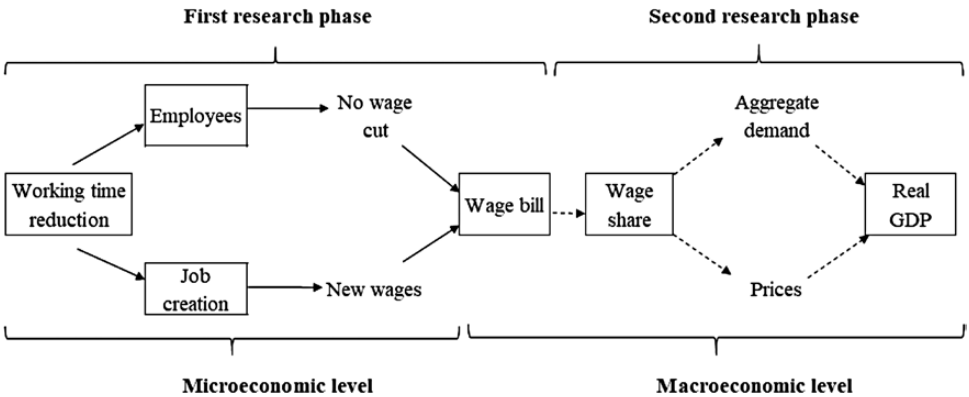 First research phase
Second research phase
Employees
No wage
cut
Aggregate
demand
Working time
reduction
Wage bill
Wage
share
Real
GDP
Job
creation
New wages
Prices
Microeconomic level
Macroeconomic level